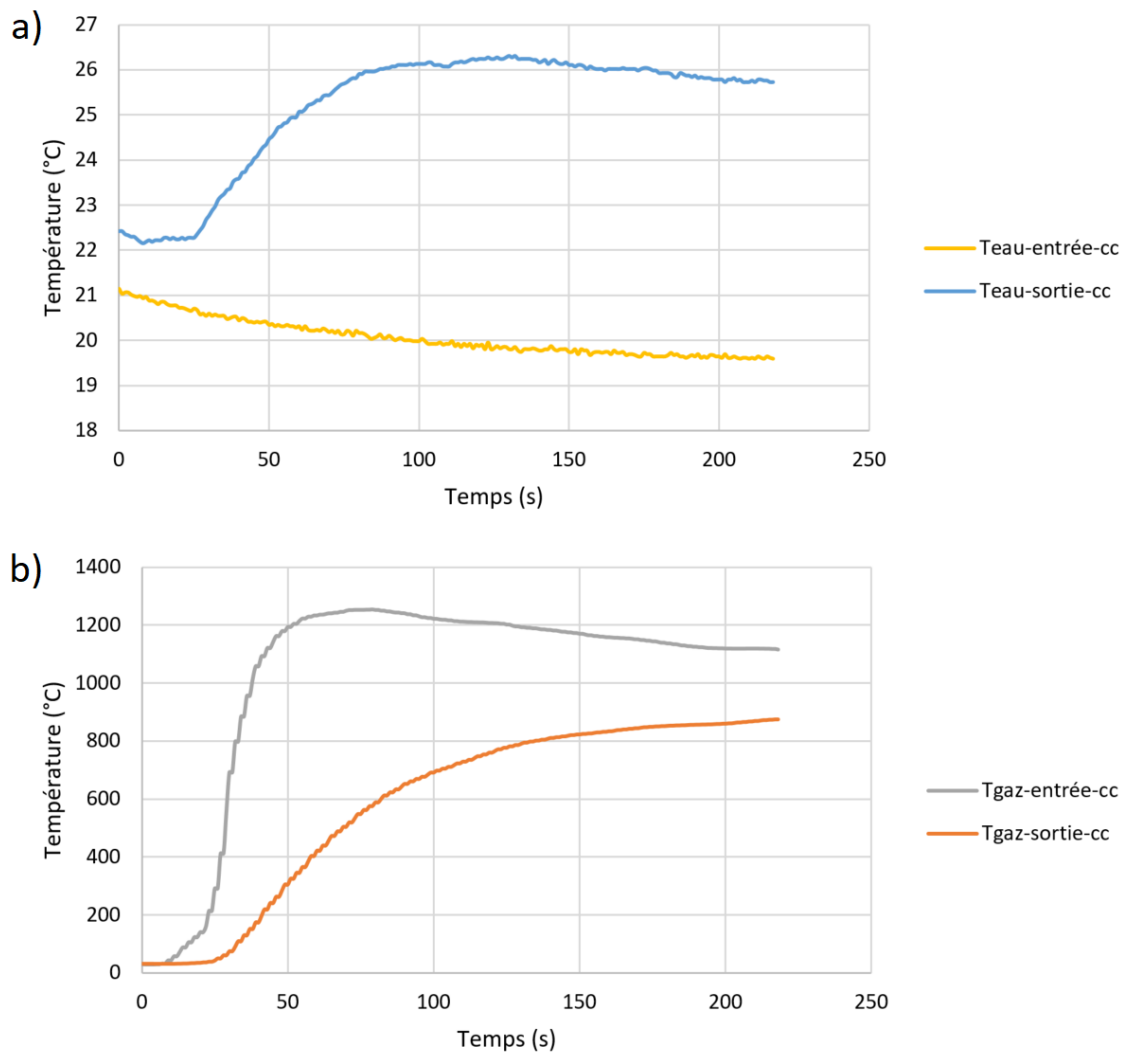 a)
27
26
25
24
23
22
21
20
19
18
Température (°C)
0 50 100 150 200 250
Temps (s)
Teau-entrée-cc
Teau-sortie-cc
b)
1400
1200
1000
800
600
400
200
0
Température (°C)
0 50 100 150 200 250
Temps (s)
Tgaz-entrée-cc
Tgaz-sortie-cc